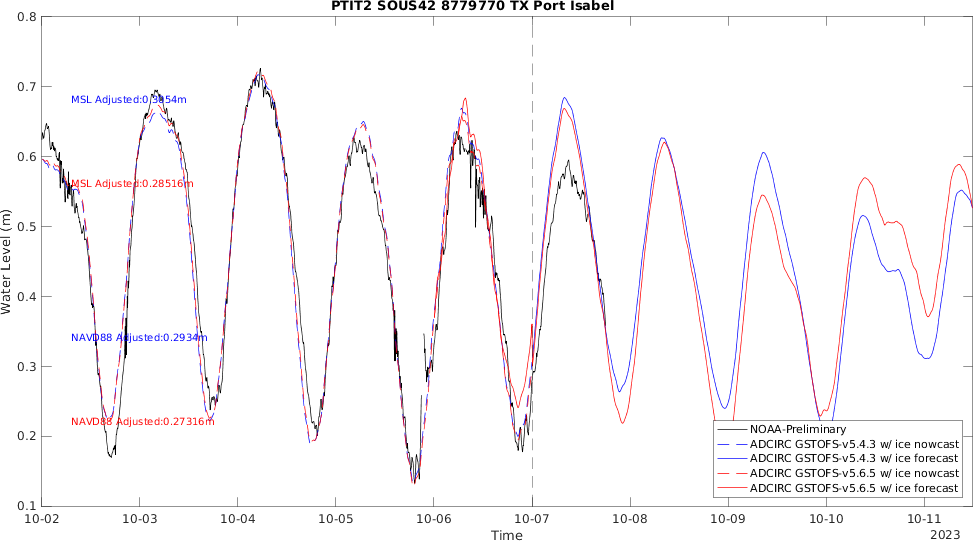 PTIT2 SOUS42 8779770 TX Port Isabel
Water Level (m)
0.8
0.7
0.6
0.5
0.4
0.3
0.2
0.1
MSL Adjusted:0.3954m
MSL Adjusted:0.28516m
NAVD88 Adjusted:0.2934m
NAVD88 Adjusted:0.27316m
NOAA-Preliminary
ADCIRC GSTOFS-v5.4.3 w/ ice nowcast
ADCIRC GSTOFS-v5.4.3 w/ ice forecast
ADCIRC GSTOFS-v5.6.5 w/ ice nowcast
ADCIRC GSTOFS-v5.6.5 w/ ice forecast
10-02 10-03 10-04 10-05 10-06 10-07 10-08 10-09 10-10 10-11
Time
2023